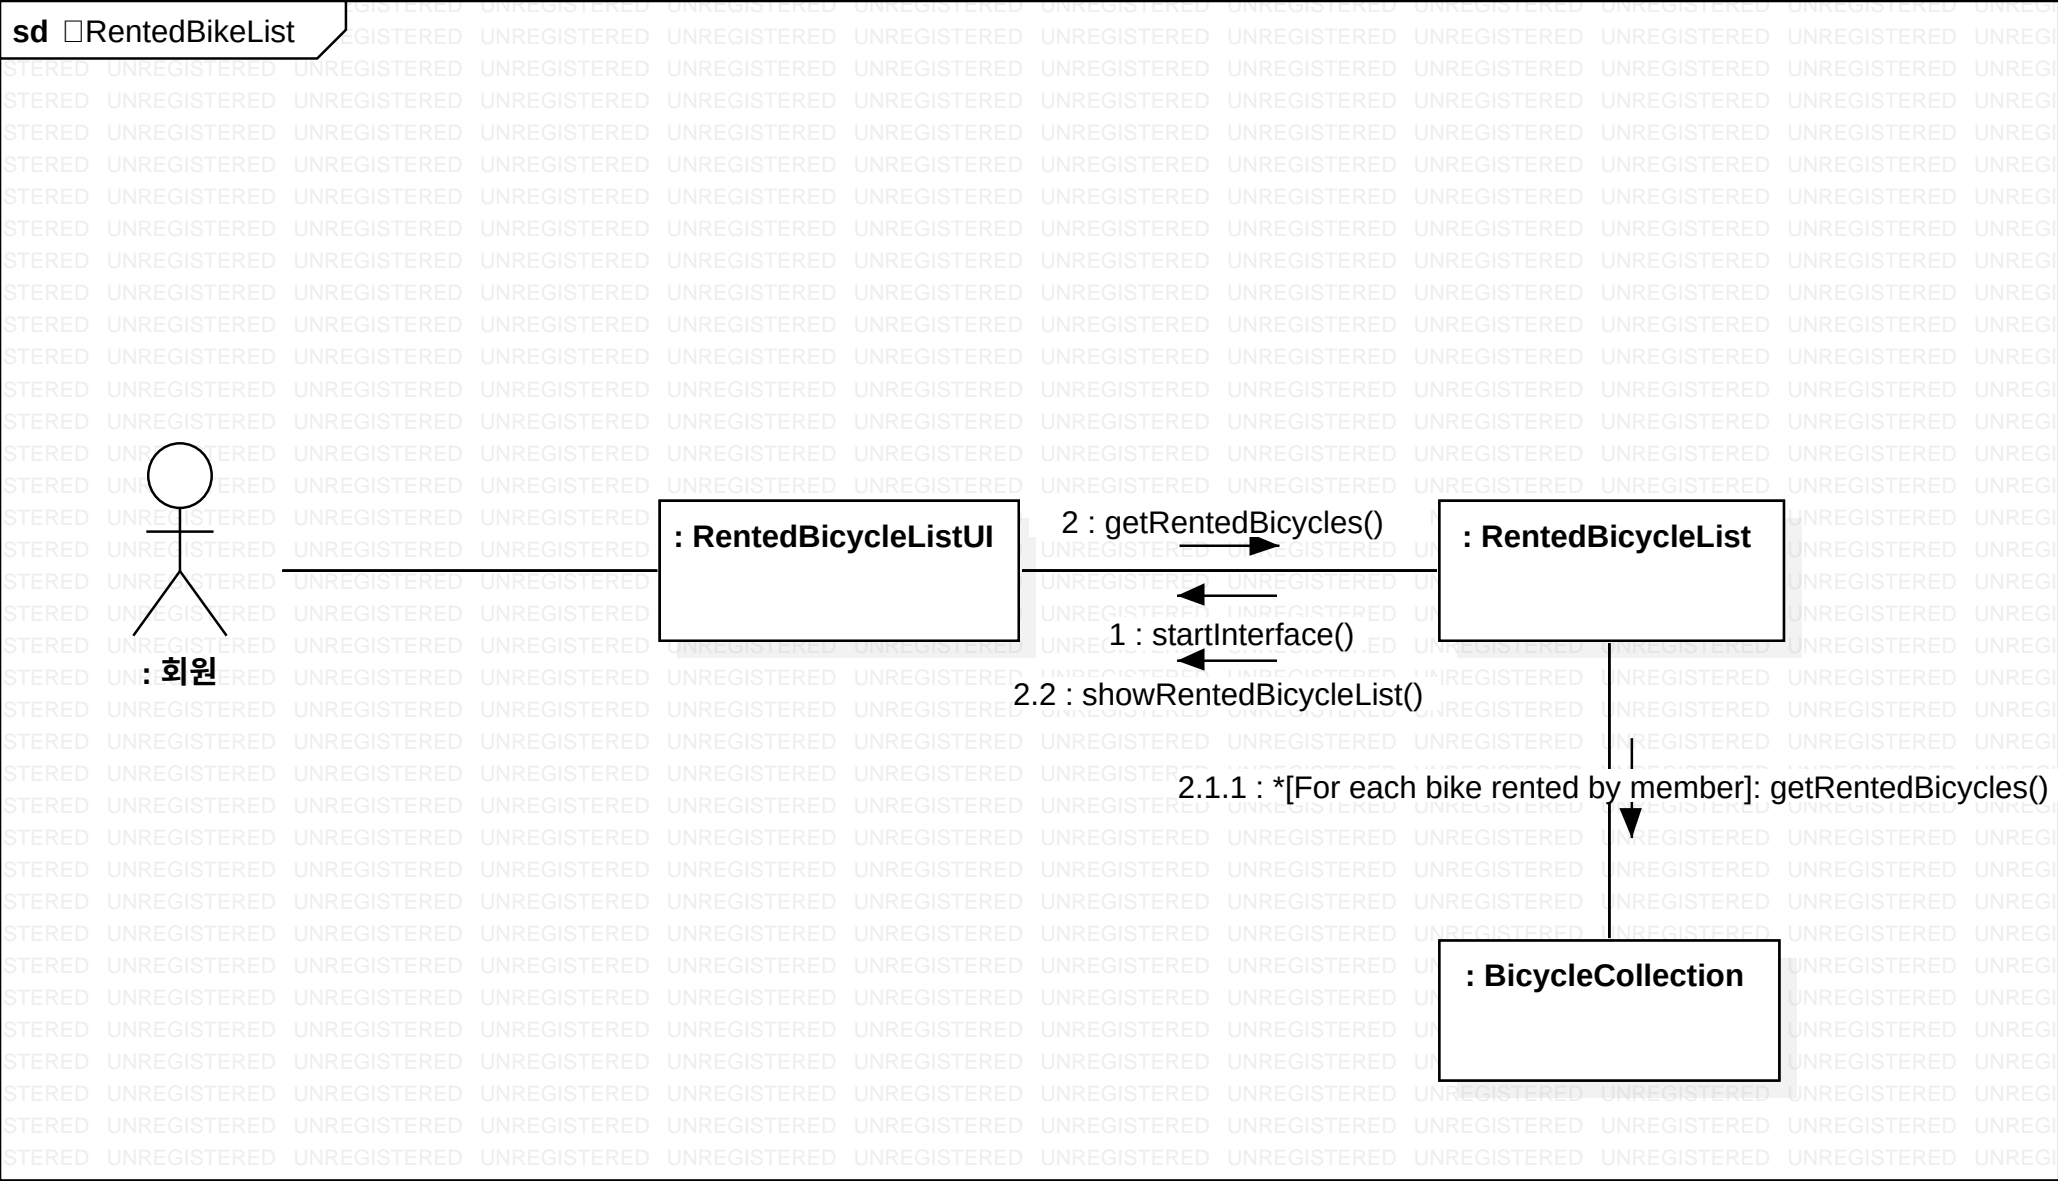 sd RentedBikeList
: RentedBicycleListUI
2 : getRentedBicycles()
: RentedBicycleList
1 : startInterface()
: 회원
2.2 : showRentedBicycleList()
2.1.1 : *[For each bike rented by member]: getRentedBicycles()
: BicycleCollection
UNREGISTERED